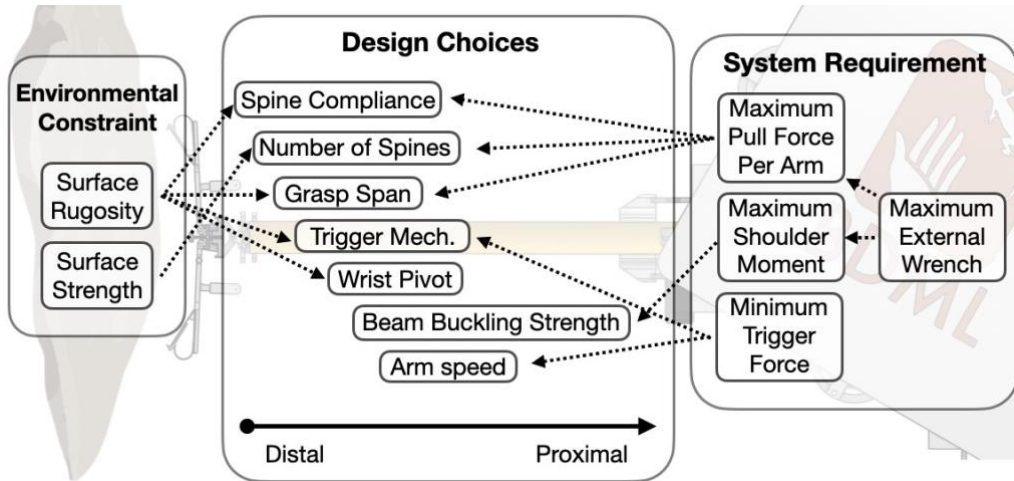 Environmental
Constraint
Surface
Rugosity
Surface
Strength
Design Choices
Spine Compliance
Number of Spines
Grasp Span
Trigger Mech.
Wrist Pivot
Beam Buckling Strength
Arm speed
Distal
Proximal
System Requirement
Maximum
Pull Force
Per Arm
Maximum
Shoulder
Moment
Minimum
Trigger
Force
Maximum
External
Wrench